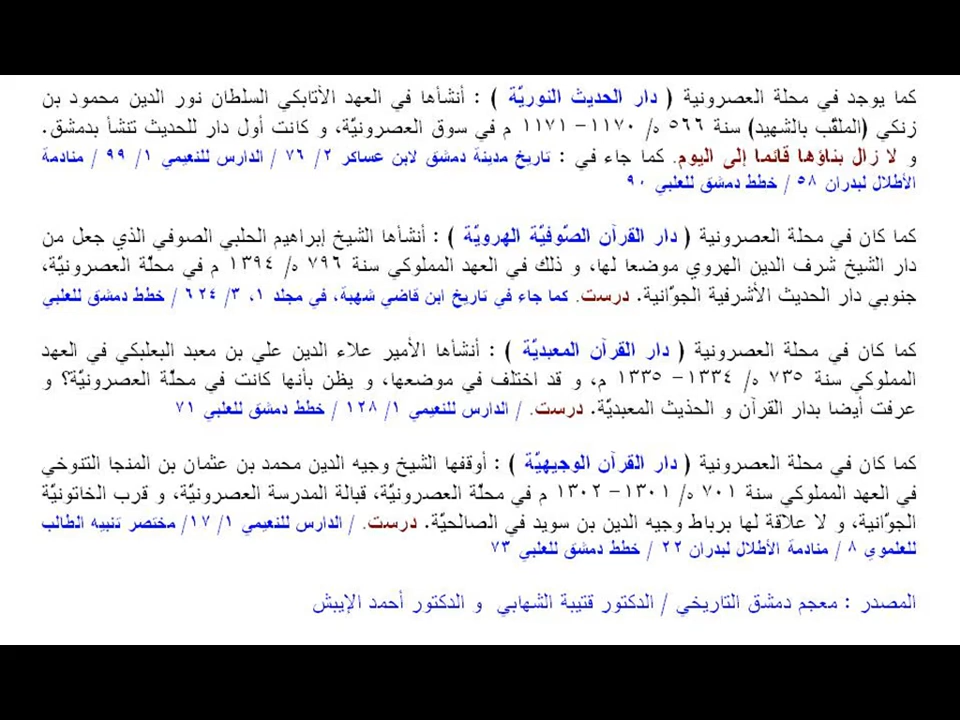 كما يوجد في محلة العصرونية ( دار الحديث النوريَّة ) : أنشأها في العهد الأتابكي السلطان نور الدين محمود بن
زنكي (الملقَّب بالشهيد) سنة ٥٦٦ ه/ ١١٧٠- ١١٧١ م في سوق العصرونيَّة، و كانت أول دار للحديث تنشأ بدمشق.
و لا زال بناؤها قائما إلى اليوم. كما جاء في : تاريخ مدينة دمشق لابن عساكر ٢/ ٧٦ / الدارس للنعيمي ١/ ٩٩ / منادمة
الأطلال لبدران ٥٨ / خطط دمشق للعلبي ٩٠
كما كان في محلة العصرونية ( دار القرآن الصّوفيَّة الهرويَّة ) : أنشأها الشيخ إبراهيم الحلبي الصوفي الذي جعل من
دار الشيخ شرف الدين الهروي موضعا لها، و ذلك في العهد المملوكي سنة ٧٩٦ ه/ ١٣٩٤ م في محلَّة العصرونيَّة،
جنوبي دار الحديث الأشرفية الجوَّانية. درست. كما جاء في تاريخ ابن قاضي شهبة، في مجلد ١، ٣/ ٦٢٤ / خطط دمشق للعلبي
كما كان في محلة العصرونية ( دار القرآن المعبديَّة ) : أنشأها الأمير علاء الدين علي بن معبد البعلبكي في العهد
المملوكي سنة ٧٣٥ ه/ ١٣٣٤- ١٣٣٥ م، و قد اختلف في موضعها، و يظن بأنها كانت في محلَّة العصرونيَّة؟ و
عرفت أيضا بدار القرآن و الحذيث المعبديَّة. درست. / الدارس للنعيمي ١/ ١٢٨ / خطط دمشق للعلبي ٧١
كما كان في محلة العصرونية ( دار القرآن الوجيهيَّة ) : أوقفها الشيخ وجيه الدين محمد بن عثمان بن المنجا التنوخي
في العهد المملوكي سنة ٧٠١ ه/ ١٣٠١- ١٣٠٢ م في محلَّة العصرونيَّة، قبالة المدرسة العصرونيَّة، و قرب الخاتونيَّة
الجوَّانية، و لا علاقة لها برباط وجيه الدين بن سويد في الصالحيَّة. درست. / الدارس للنعيمي ١/ ١٧/ مختصر تنبيه الطالب
للعلموي ٨ / منادمة الأطلال لبدران ٢٢ / خطط دمشق للعلبي ٧٣
المصدر : معجم دمشق التاريخي / الدكتور قتيبة الشهابي و الدكتور أحمد الإيبش